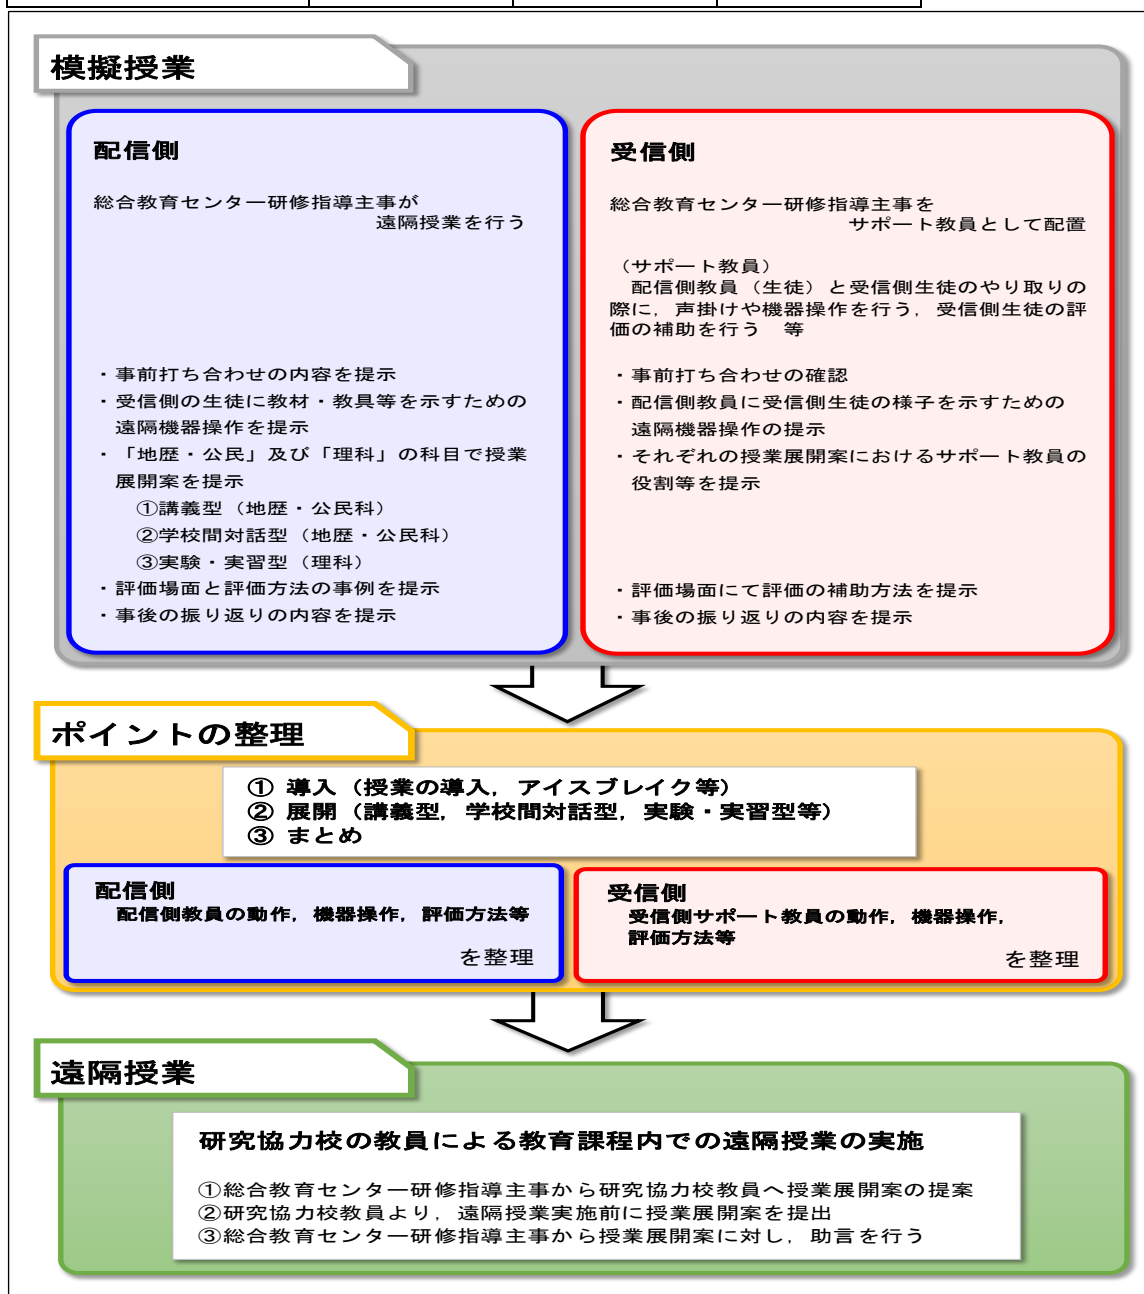 模擬授業
配信側
総合教育センター研修指導主事が
遠隔授業を行う
・事前打ち合わせの内容を提示
・受信側の生徒に教材・教具等を示すための
遠隔機器操作を提示
・「地歴・公民」及び「理科」の科目で授業
展開案を提示
①講義型（地歴・公民科）
②学校間対話型（地歴・公民科）
③実験・実習型（理科）
・評価場面と評価方法の事例を提示
・事後の振り返りの内容を提示
受信側
総合教育センター研修指導主事を
サポート教員として配置
（サポート教員）
配信側教員（生徒）と受信側生徒のやり取りの
際に，声掛けや機器操作を行う，受信側生徒の評
価の補助を行う　等
・事前打ち合わせの確認
・配信側教員に受信側生徒の様子を示すための
遠隔機器操作の提示
・それぞれの授業展開案におけるサポート教員の
役割等を提示
・評価場面にて評価の補助方法を提示
・事後の振り返りの内容を提示
ポイントの整理
① 導入（授業の導入，アイスブレイク等）
② 展開（講義型，学校間対話型，実験・実習型等）
③ まとめ
配信側
配信側教員の動作，機器操作，評価方法等
を整理
受信側
受信側サポート教員の動作，機器操作，
評価方法等
を整理
遠隔授業
研究協力校の教員による教育課程内での遠隔授業の実施
①総合教育センター研修指導主事から研究協力校教員へ授業展開案の提案
②研究協力校教員より，遠隔授業実施前に授業展開案を提出
③総合教育センター研修指導主事から授業展開案に対し，助言を行う